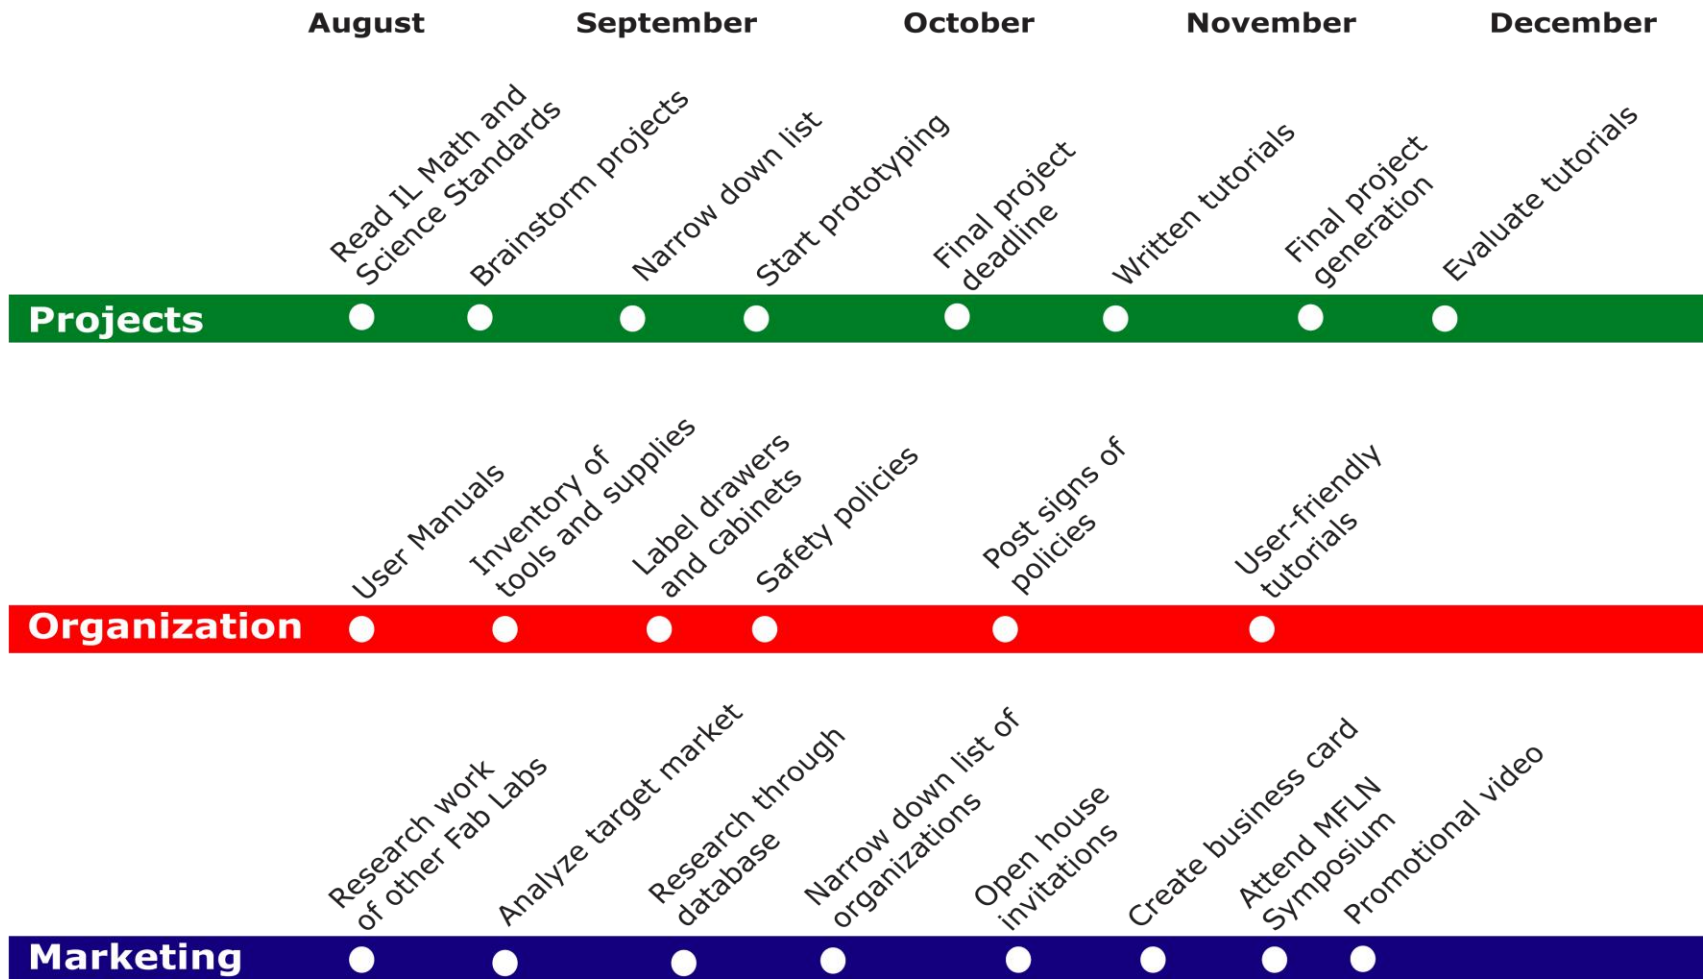 August
September
October
November
December
Read IL Math and
Science Standards
Brainstorm projects
Narrow down list
Start prototyping
Final project
deadline
Written tutorials
Final project
generation
Evaluate tutorials
Projects
User Manuals
Inventory of
tools and supplies
Label drawers
and cabinets
Safety policies
Post signs of
policies
User-friendly
tutorials
Organization
Research work
of other Fab Labs
Analyze target market
Research through
database
Narrow down list of
organizations
Open house
invitations
Create business card
Attend MFLN
Symposium
Promotional video
Marketing